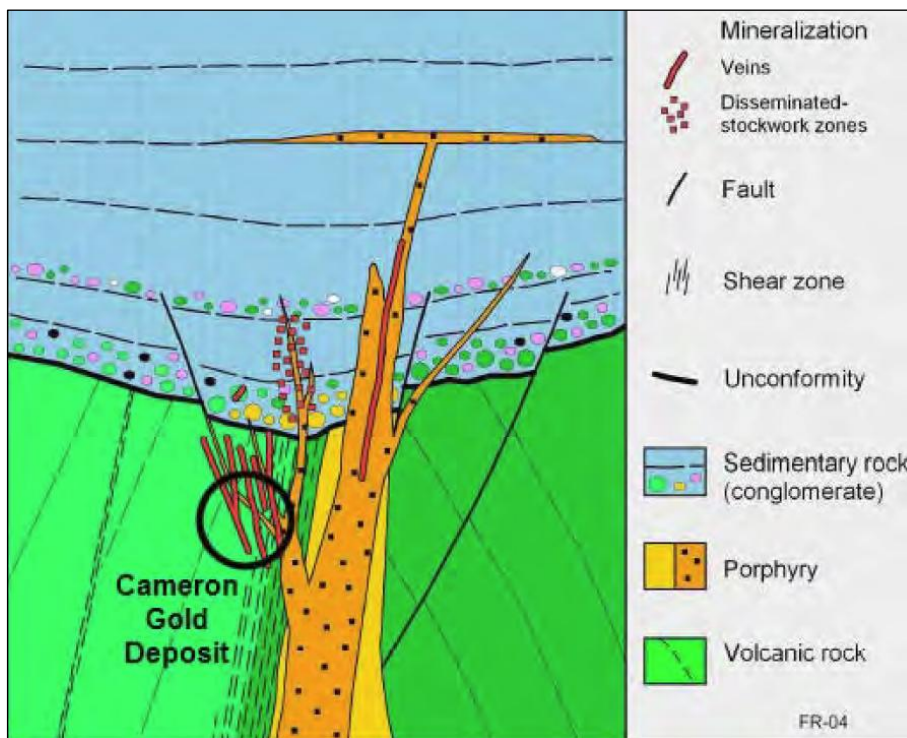 Mineralization
Veins
Disseminated-
stockwork zones
Fault
Shear zone
Unconformity
Sedimentary rock
(conglomerate)
Porphyry
Volcanic rock
FR-04
Cameron
Gold
Deposit